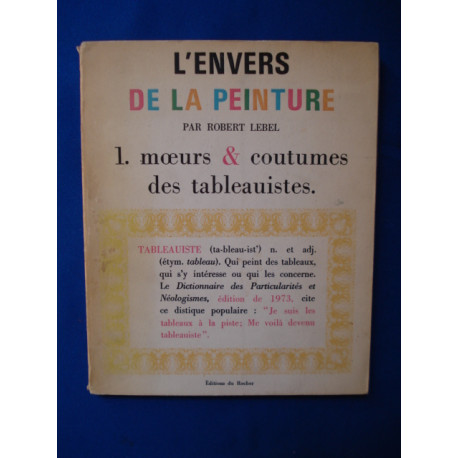 L'ENVERS
DE LA PEINTURE
PAR ROBERT LEBEL
1. mœurs & coutumes
des tableauistes.
TABLEAUISTE (ta-bleau-ist') n. et adj.
(étym. tableau). Qui peint des tableaux,
qui s'y intéresse ou qui les concerne.
Le Dictionnaire des Particularités et
Néologismes, édition de 1973, cite
ce distique populaire : "Je suis les
tableaux à la piste; Me voilà devenu
tableauiste".
Éditions du Rocher